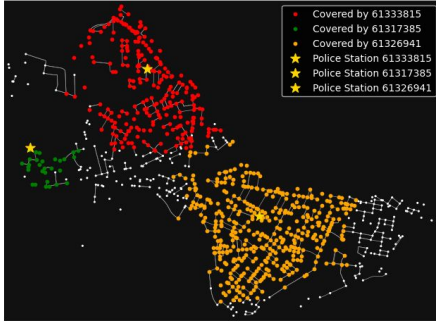 Covered by 61333815
Covered by 61317385
Covered by 61326941
Police Station 61333815
Police Station 61317385
Police Station 61326941